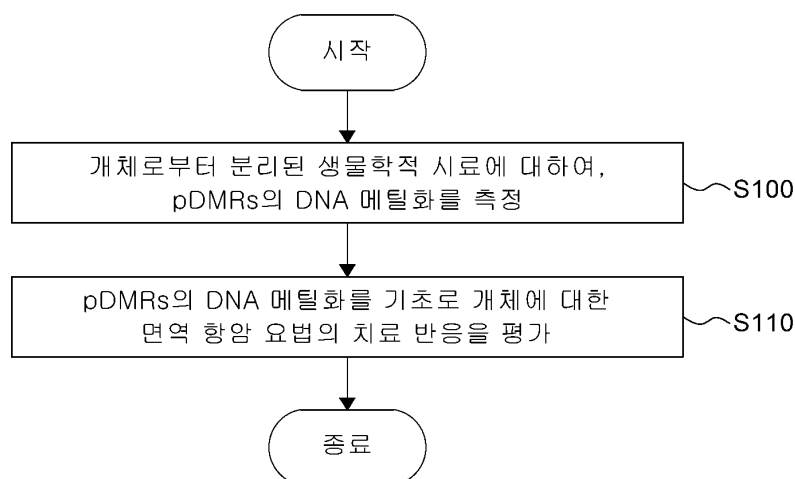 시작
개체로부터 분리된 생물학적 시료에 대하여,
pDMRs의 DNA 메틸화를 측정
S100
pDMRs의 DNA 메틸화를 기초로 개체에 대한
면역 항암 요법의 치료 반응을 평가
S110
종료